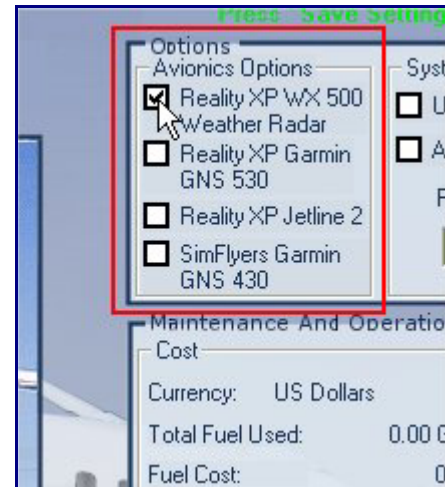 Press "Save Setting
Options
Avionics Options
Syst
Reality XP WX 500
Weather Radar
U
Reality XP Garmin
GNS 530
A
Reality XP Jetline 2
SimFlyers Garmin
GNS 430
Maintenance And Operatio
Cost
Currency: US Dollars
Total Fuel Used: 0.00 G
Fuel Cost: 0